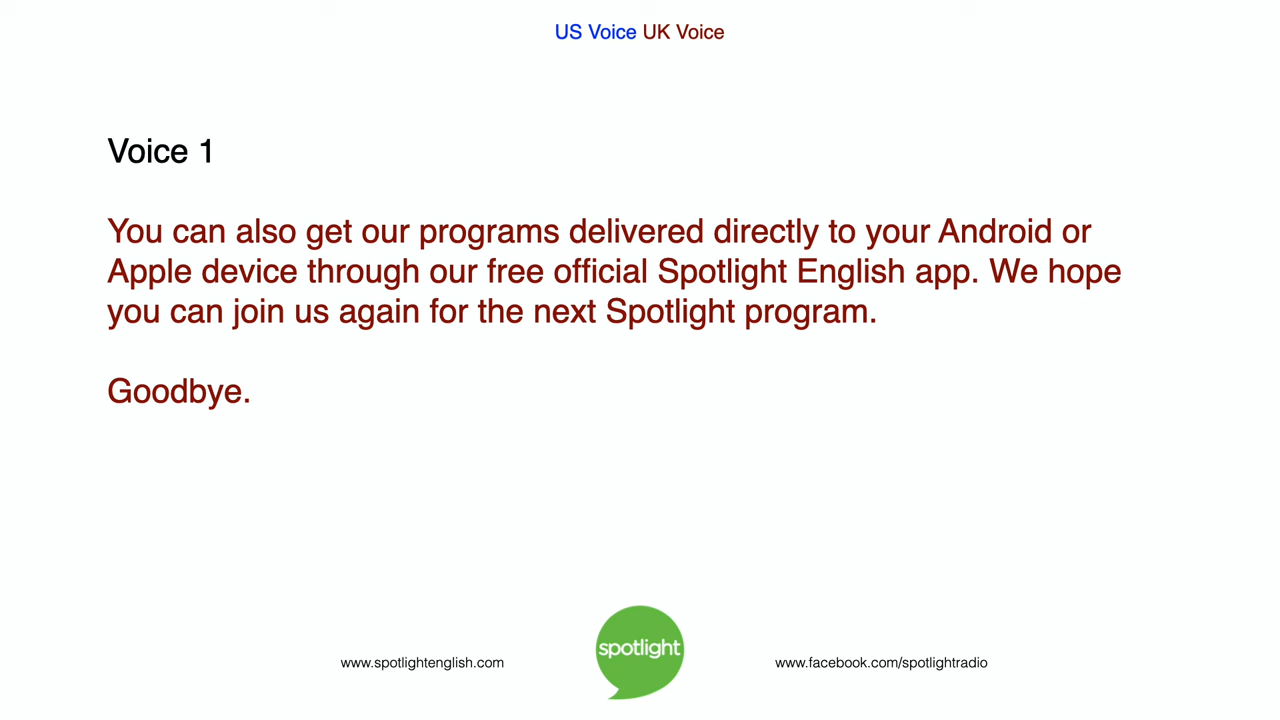 US Voice UK Voice
Voice 1
You can also get our programs delivered directly to your Android or
Apple device through our free official Spotlight English app. We hope
you can join us again for the next Spotlight program.
Goodbye.
www.spotlightenglish.com
spotlight
www.facebook.com/spotlightradio